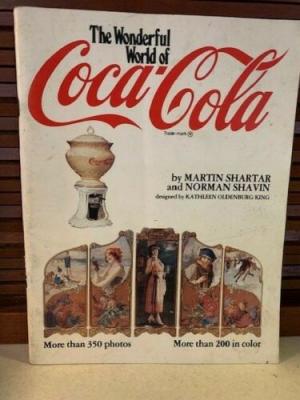 The Wonderful
World of
Coca-Cola
Trade-mark ®
by MARTIN SHARTAR
and NORMAN SHAVIN
designed by KATHLEEN OLDENBURG KING
More than 350 photos
More than 200 in color